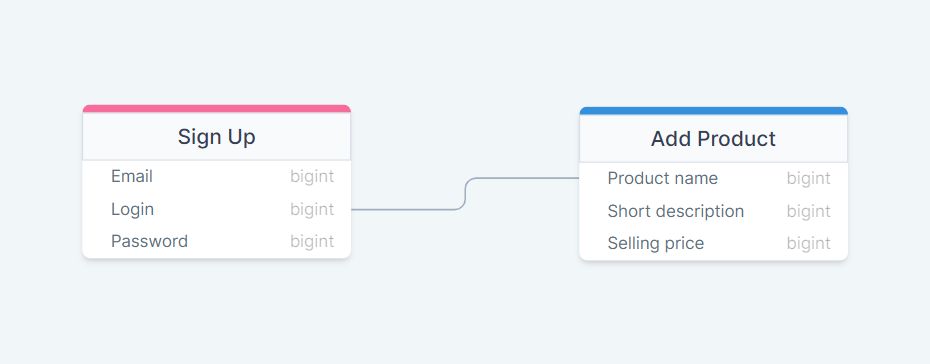 Sign Up
Email bigint
Login bigint
Password bigint
Add Product
Product name bigint
Short description bigint
Selling price bigint